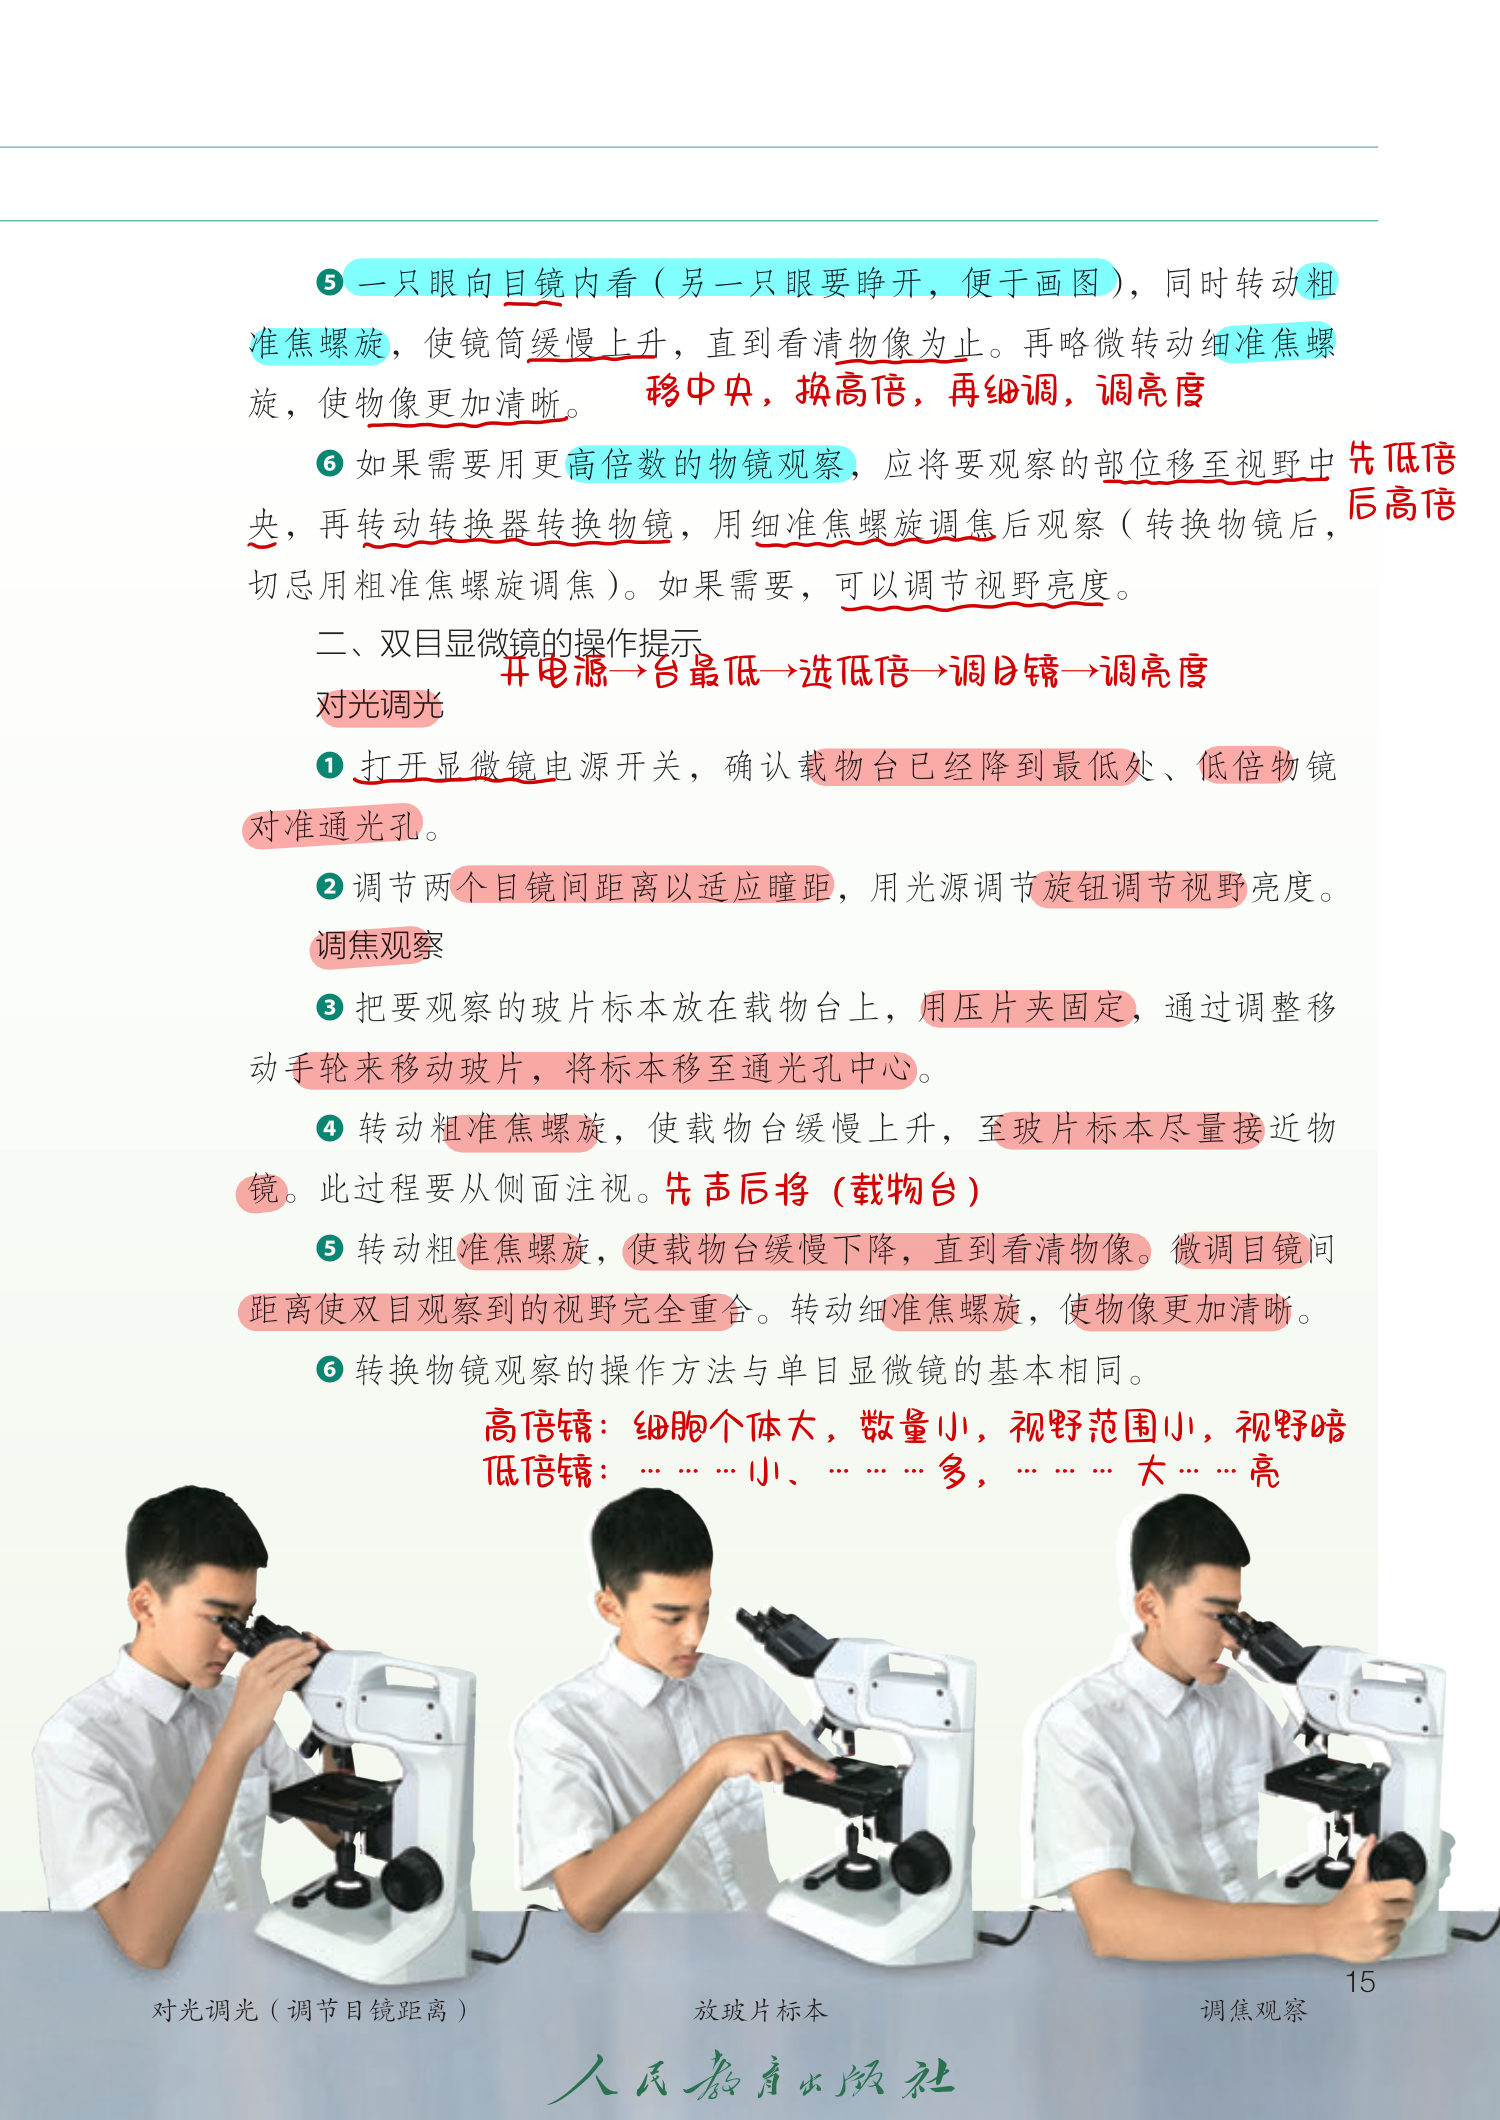 ❺ 一只眼向目镜内看（另一只眼要睁开，便于画图），同时转动粗
准焦螺旋，使镜筒缓慢上升，直到看清物像为止。再略微转动细准焦螺
旋，使物像更加清晰。
移中央，换高倍，再细调，调亮度
❻ 如果需要用更高倍数的物镜观察，应将要观察的部位移至视野中
先低倍
后高倍
央，再转动转换器转换物镜，用细准焦螺旋调焦后观察（转换物镜后，
切忌用粗准焦螺旋调焦）。如果需要，可以调节视野亮度。
二、双目显微镜的操作提示
开电源→台最低→选低倍→调目镜→调亮度
对光调光
❶ 打开显微镜电源开关，确认载物台已经降到最低处、低倍物镜
对准通光孔。
❷ 调节两个目镜间距离以适应瞳距，用光源调节旋钮调节视野亮度。
调焦观察
❸ 把要观察的玻片标本放在载物台上，用压片夹固定，通过调整移
动手轮来移动玻片，将标本移至通光孔中心。
❹ 转动粗准焦螺旋，使载物台缓慢上升，至玻片标本尽量接近物
镜。此过程要从侧面注视。
先声后将（载物台）
❺ 转动粗准焦螺旋，使载物台缓慢下降，直到看清物像。微调目镜间
距离使双目观察到的视野完全重合。转动细准焦螺旋，使物像更加清晰。
❻ 转换物镜观察的操作方法与单目显微镜的基本相同。
高倍镜：细胞个体大，数量小，视野范围小，视野暗
低倍镜：………小、………多，………大……亮
对光调光（调节目镜距离）
放玻片标本
调焦观察
15
人民教育出版社